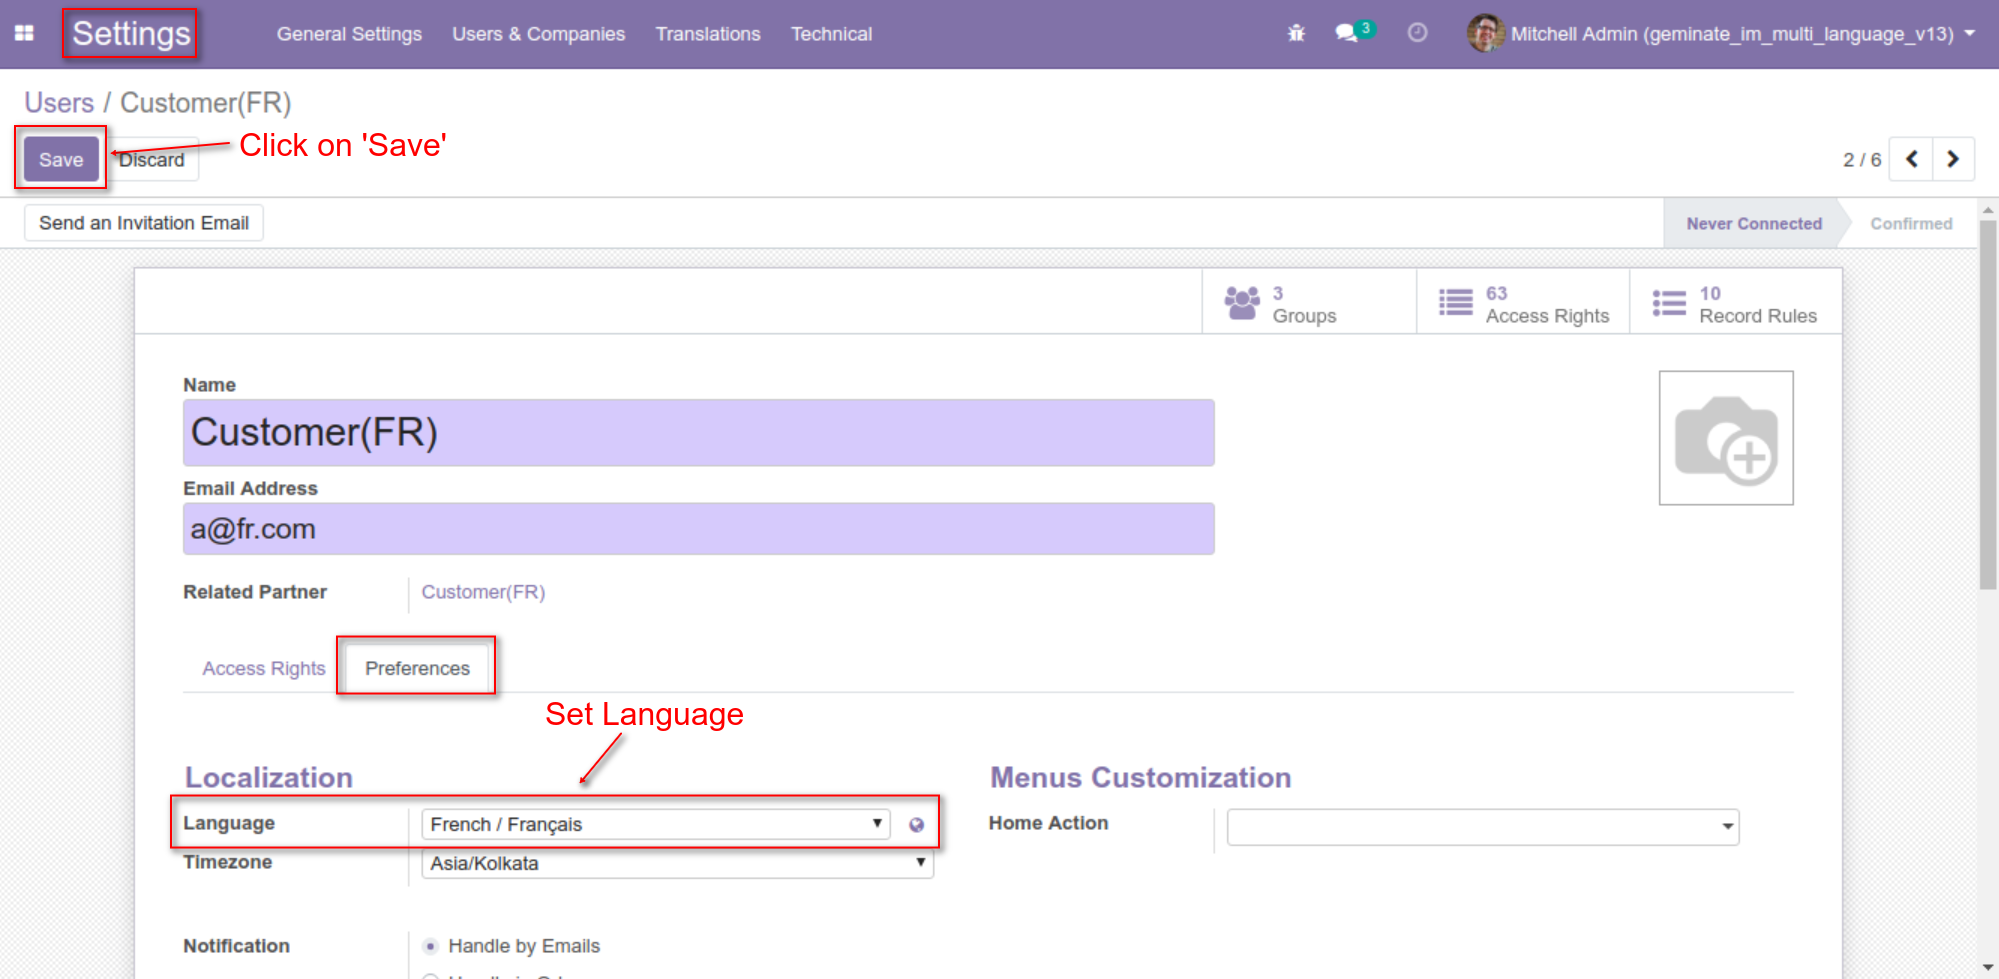 Settings General Settings Users & Companies Translations Technical 3 Mitchell Admin (geminate_im_multi_language_v13)
Users / Customer(FR)
Save Discard Click on 'Save' 2 / 6
Send an Invitation Email Never Connected Confirmed
3 Groups 63 Access Rights 10 Record Rules
Name
Customer(FR)
Email Address
a@fr.com
Related Partner Customer(FR)
Access Rights Preferences
Set Language
Localization Menus Customization
Language French / Français Home Action
Timezone Asia/Kolkata
Notification Handle by Emails